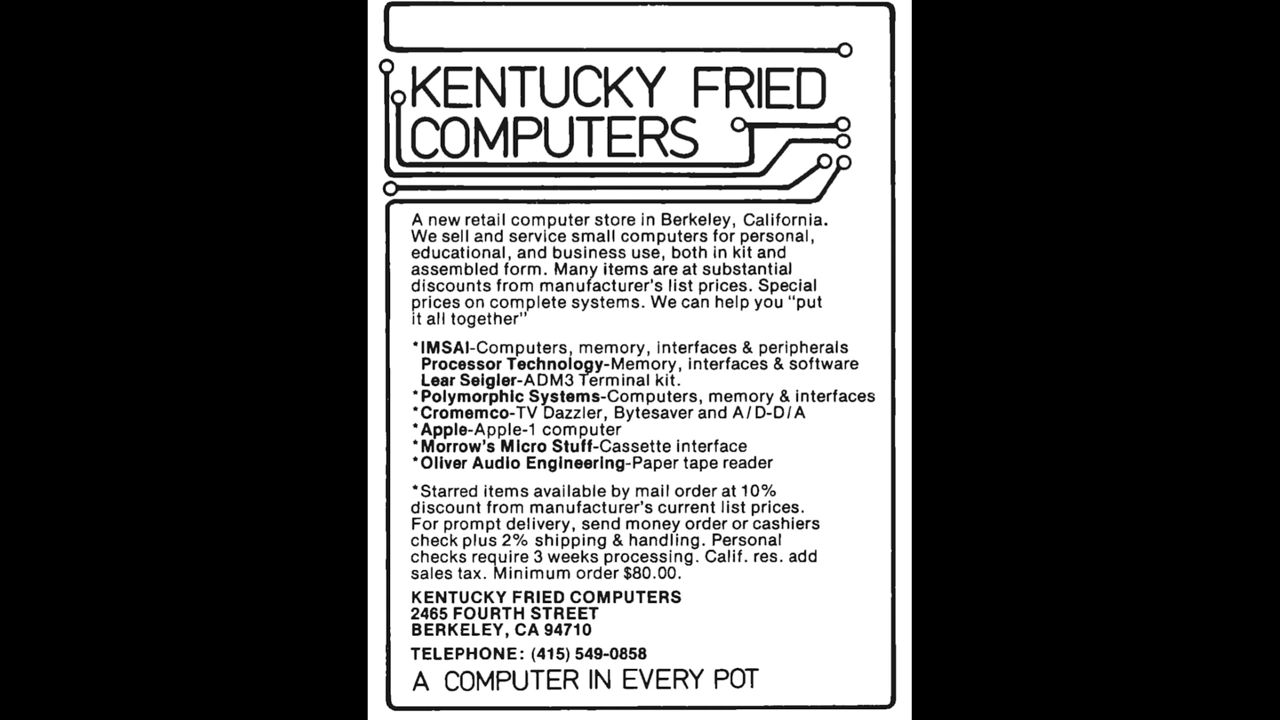 KENTUCKY FRIED
COMPUTERS
A new retail computer store in Berkeley, California.
We sell and service small computers for personal,
educational, and business use, both in kit and
assembled form. Many items are at substantial
discounts from manufacturer's list prices. Special
prices on complete systems. We can help you "put
it all together"
*IMSAI-Computers, memory, interfaces & peripherals
Processor Technology-Memory, interfaces & software
Lear Seigler-ADM3 Terminal kit.
*Polymorphic Systems-Computers, memory & interfaces
*Cromemco-TV Dazzler, Bytesaver and A/D-D/A
*Apple-Apple-1 computer
*Morrow's Micro Stuff-Cassette interface
*Oliver Audio Engineering-Paper tape reader
*Starred items available by mail order at 10%
discount from manufacturer's current list prices.
For prompt delivery, send money order or cashiers
check plus 2% shipping & handling. Personal
checks require 3 weeks processing. Calif. res. add
sales tax. Minimum order $80.00.
KENTUCKY FRIED COMPUTERS
2465 FOURTH STREET
BERKELEY, CA 94710
TELEPHONE: (415) 549-0858
A COMPUTER IN EVERY POT